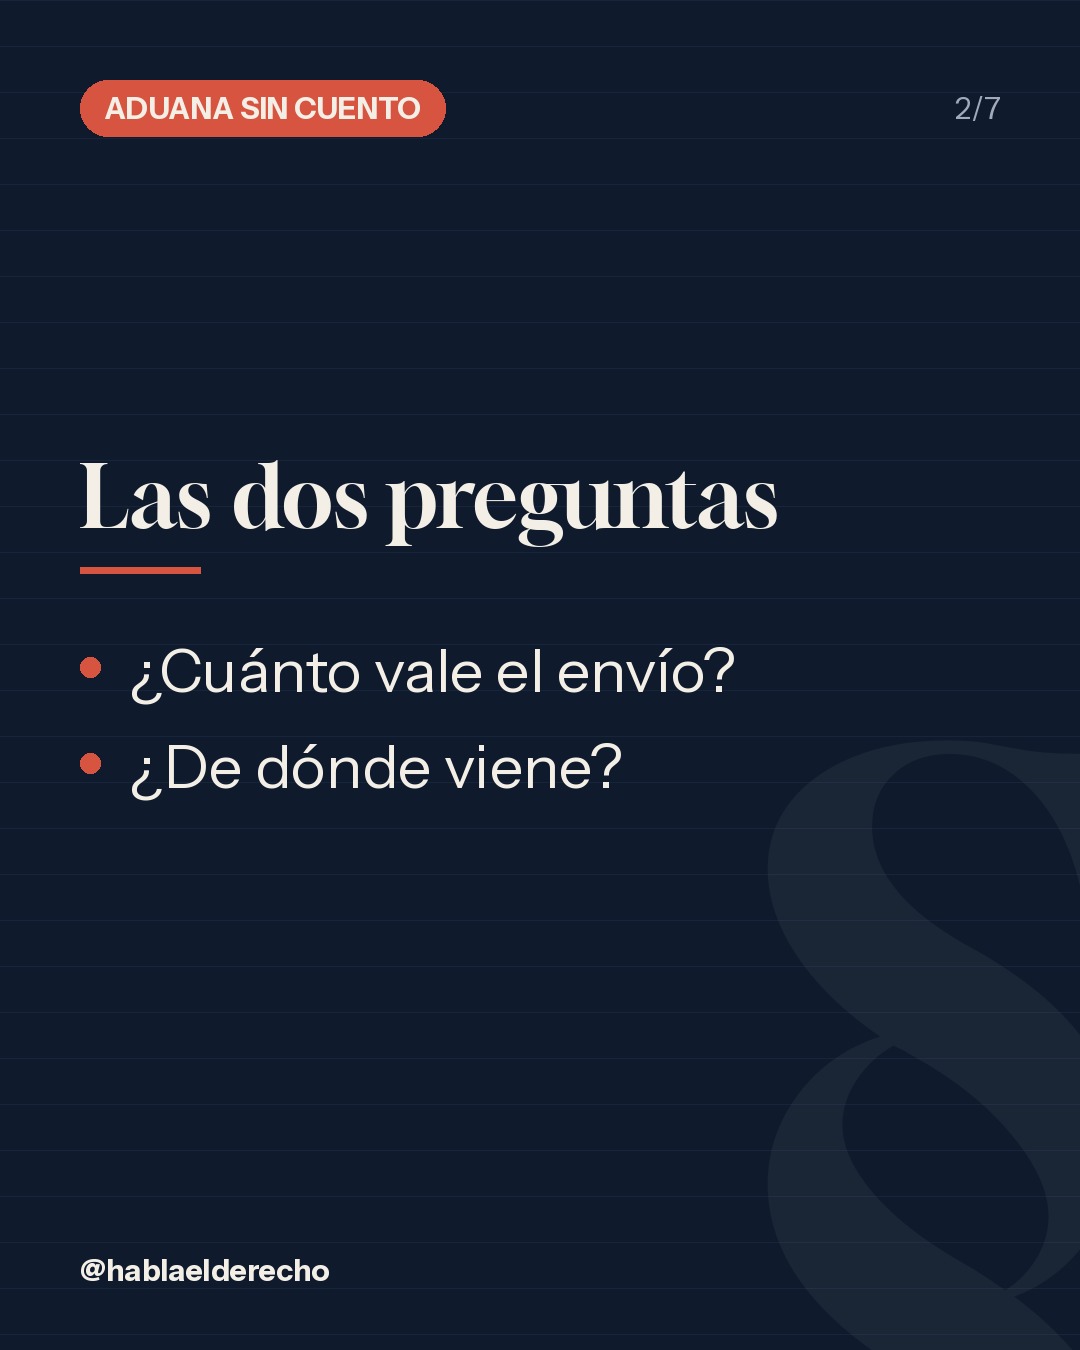 ADUANA SIN CUENTO
2/7
Las dos preguntas
• ¿Cuánto vale el envío?
• ¿De dónde viene?
§
@hablaelderecho